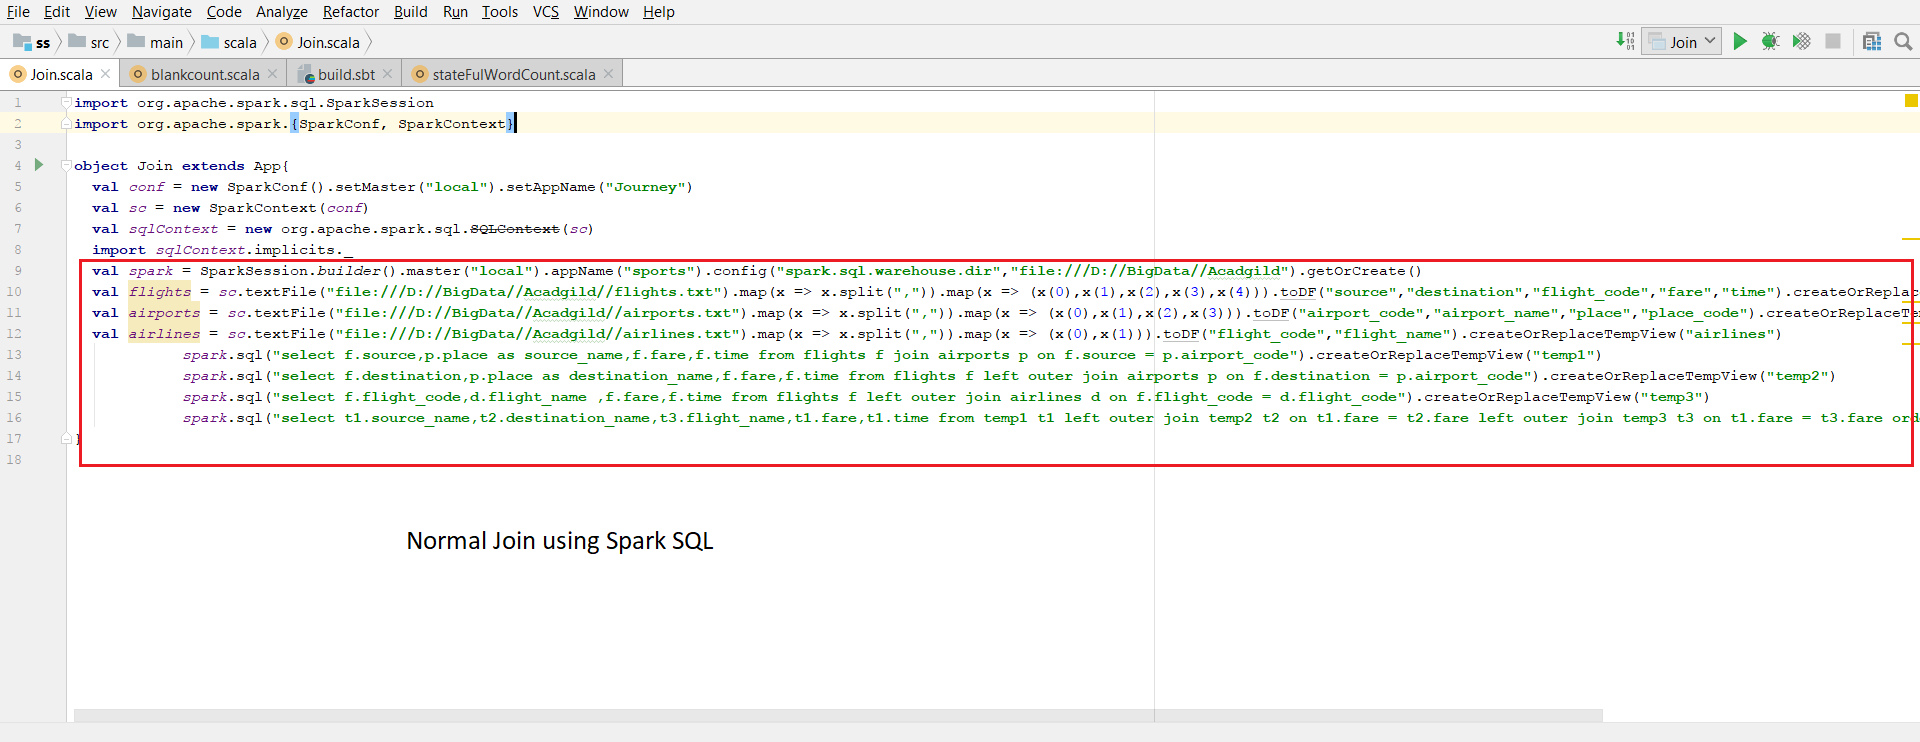 File Edit View Navigate Code Analyze Refactor Build Run Tools VCS Window Help
ss src main scala Join.scala Join
Join.scala blankcount.scala build.sbt stateFulWordCount.scala
1 import org.apache.spark.sql.SparkSession
2 import org.apache.spark.{SparkConf, SparkContext}
3
4 object Join extends App{
5 val conf = new SparkConf().setMaster("local").setAppName("Journey")
6 val sc = new SparkContext(conf)
7 val sqlContext = new org.apache.spark.sql.SQLContext(sc)
8 import sqlContext.implicits._
9 val spark = SparkSession.builder().master("local").appName("sports").config("spark.sql.warehouse.dir","file:///D://BigData//Acadgild").getOrCreate()
10 val flights = sc.textFile("file:///D://BigData//Acadgild//flights.txt").map(x => x.split(",")).map(x => (x(0),x(1),x(2),x(3),x(4))).toDF("source","destination","flight_code","fare","time").createOrReplac
11 val airports = sc.textFile("file:///D://BigData//Acadgild//airports.txt").map(x => x.split(",")).map(x => (x(0),x(1),x(2),x(3))).toDF("airport_code","airport_name","place","place_code").createOrReplaceTem
12 val airlines = sc.textFile("file:///D://BigData//Acadgild//airlines.txt").map(x => x.split(",")).map(x => (x(0),x(1))).toDF("flight_code","flight_name").createOrReplaceTempView("airlines")
13 spark.sql("select f.source,p.place as source_name,f.fare,f.time from flights f join airports p on f.source = p.airport_code").createOrReplaceTempView("temp1")
14 spark.sql("select f.destination,p.place as destination_name,f.fare,f.time from flights f left outer join airports p on f.destination = p.airport_code").createOrReplaceTempView("temp2")
15 spark.sql("select f.flight_code,d.flight_name ,f.fare,f.time from flights f left outer join airlines d on f.flight_code = d.flight_code").createOrReplaceTempView("temp3")
16 spark.sql("select t1.source_name,t2.destination_name,t3.flight_name,t1.fare,t1.time from temp1 t1 left outer join temp2 t2 on t1.fare = t2.fare left outer join temp3 t3 on t1.fare = t3.fare ord
17 }
18
Normal Join using Spark SQL